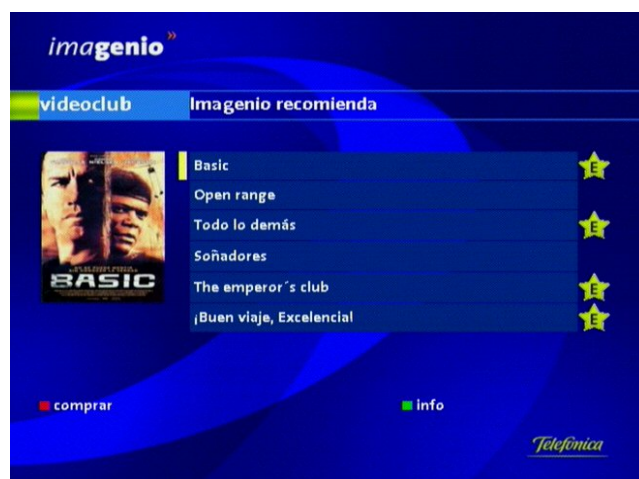 imagenio»
videoclub
Imagenio recomienda
Basic
E
Open range
Todo lo demás
E
Soñadores
The emperor´s club
E
¡Buen viaje, Excelencia!
E
BASIC
comprar
info
Telefónica